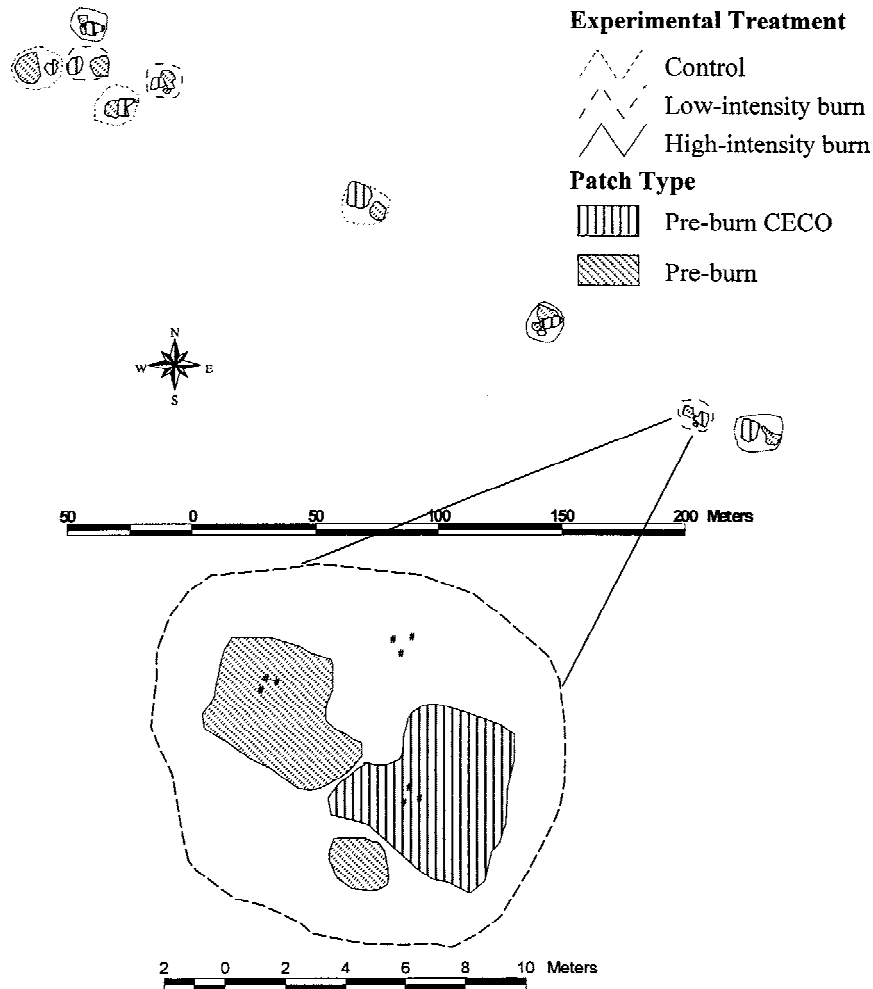 Experimental Treatment
Control
Low-intensity burn
High-intensity burn
Patch Type
Pre-burn CECO
Pre-burn
N
W E
S
50 0 50 100 150 200 Meters
2 0 2 4 6 8 10 Meters